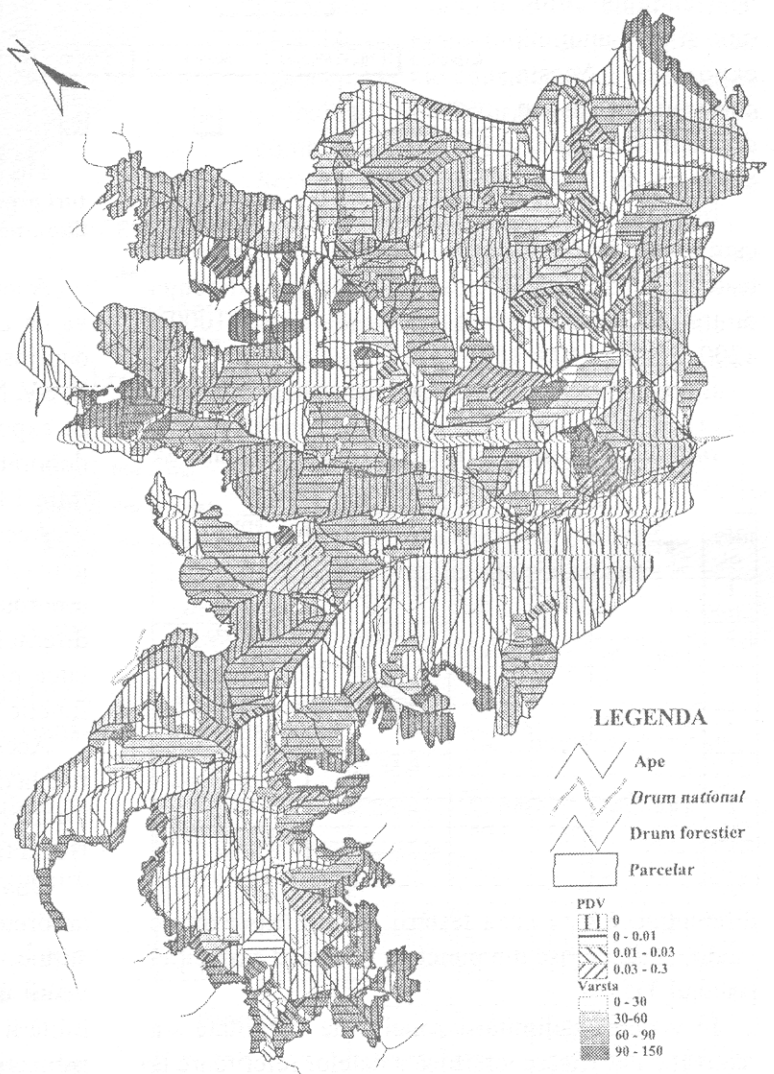 N
LEGENDA
Ape
Drum national
Drum forestier
Parcelar
PDV
0
0 - 0.01
0.01 - 0.03
0.03 - 0.3
Varsta
0 - 30
30-60
60 - 90
90 - 150